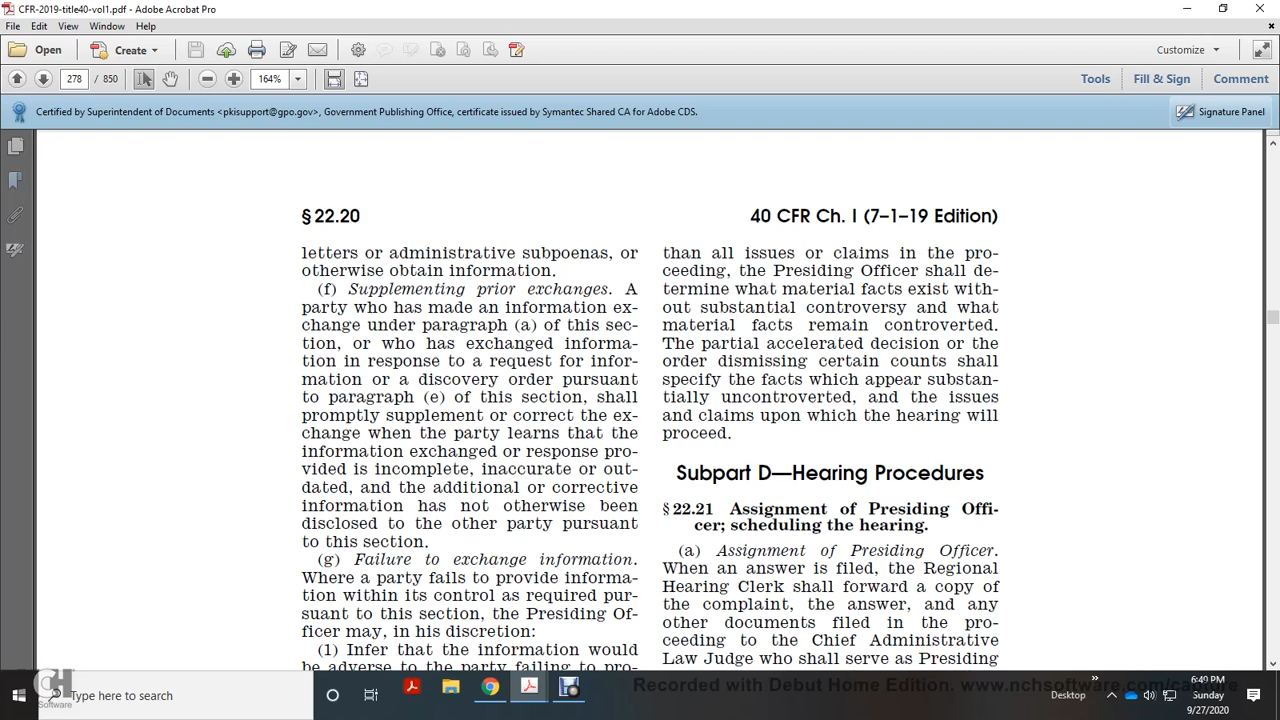 CFR-2019-title40-vol1.pdf - Adobe Acrobat Pro
File Edit View Window Help
Open Create Customize
278 / 850 164% Tools Fill & Sign Comment
Certified by Superintendent of Documents <pkisupport@gpo.gov>, Government Publishing Office, certificate issued by Symantec Shared CA for Adobe CDS.
Signature Panel
§ 22.20
letters or administrative subpoenas, or
otherwise obtain information.
(f) Supplementing prior exchanges. A
party who has made an information ex-
change under paragraph (a) of this sec-
tion, or who has exchanged informa-
tion in response to a request for infor-
mation or a discovery order pursuant
to paragraph (e) of this section, shall
promptly supplement or correct the ex-
change when the party learns that the
information exchanged or response pro-
vided is incomplete, inaccurate or out-
dated, and the additional or corrective
information has not otherwise been
disclosed to the other party pursuant
to this section.
(g) Failure to exchange information.
Where a party fails to provide informa-
tion within its control as required pur-
suant to this section, the Presiding Of-
ficer may, in his discretion:
(1) Infer that the information would
be adverse to the party failing to pro-
40 CFR Ch. I (7–1–19 Edition)
than all issues or claims in the pro-
ceeding, the Presiding Officer shall de-
termine what material facts exist with-
out substantial controversy and what
material facts remain controverted.
The partial accelerated decision or the
order dismissing certain counts shall
specify the facts which appear substan-
tially uncontroverted, and the issues
and claims upon which the hearing will
proceed.
Subpart D—Hearing Procedures
§ 22.21 Assignment of Presiding Offi-
cer; scheduling the hearing.
(a) Assignment of Presiding Officer.
When an answer is filed, the Regional
Hearing Clerk shall forward a copy of
the complaint, the answer, and any
other documents filed in the pro-
ceeding to the Chief Administrative
Law Judge who shall serve as Presiding
Type here to search
Recorded with Debut Home Edition. www.nchsoftware.com/capture
NCH
Software
Desktop
6:49 PM
Sunday
9/27/2020